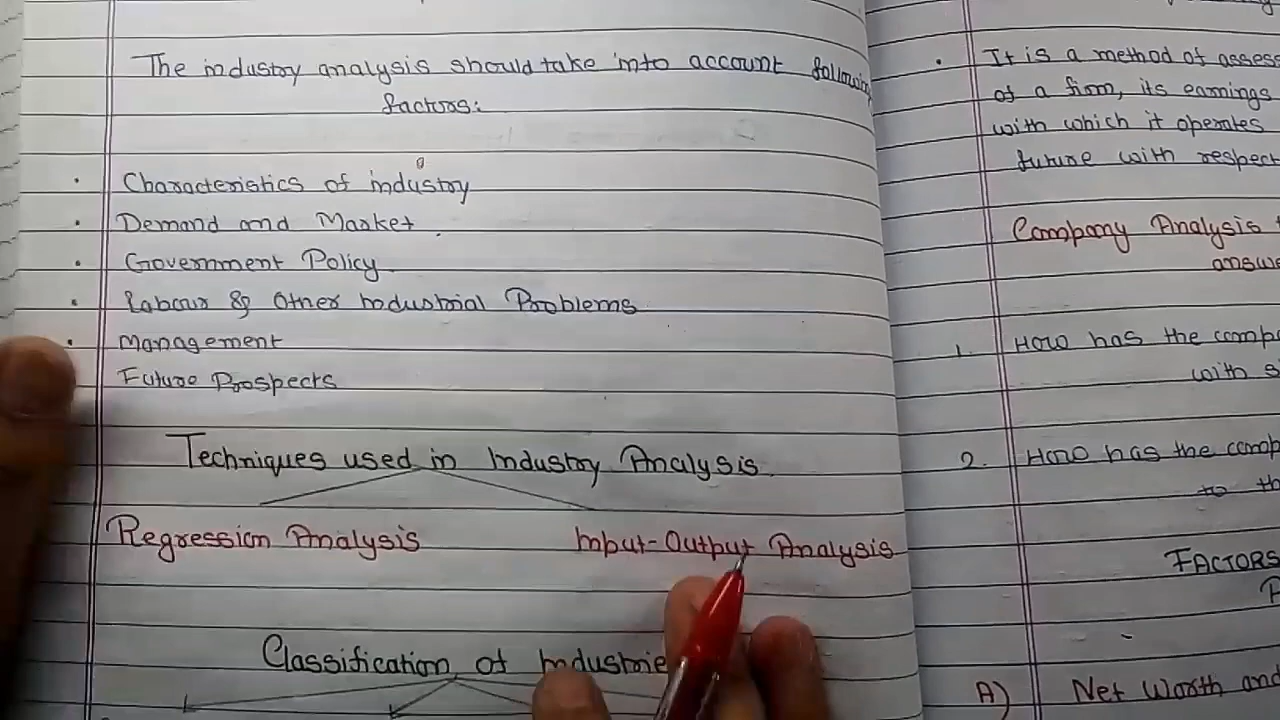 The industry analysis should take into account following
factors:
• Characteristics of industry
• Demand and Market
• Government Policy
• Labour & Other Industrial Problems
• Management
Future Prospects
Techniques used in Industry Analysis
Regression Analysis Input-Output Analysis
Classification of Industrie
• It is a method of assess
of a firm, its earnings
with which it operates
future with respect
Company Analysis
answe
1. How has the compa
with s
2. How has the comp
to th
FACTORS
A) Net Worth and